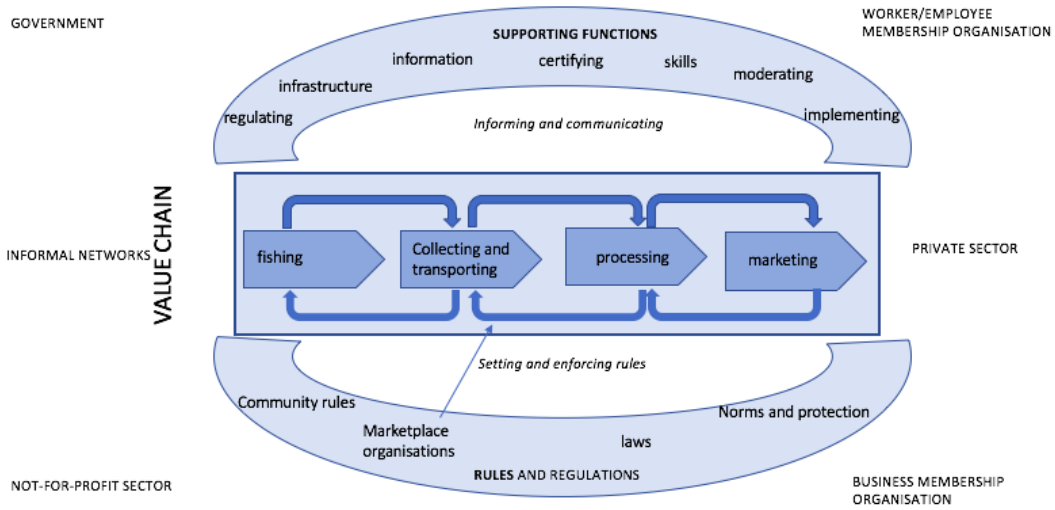 GOVERNMENT
WORKER/EMPLOYEE
MEMBERSHIP ORGANISATION
SUPPORTING FUNCTIONS
information
certifying
skills
moderating
infrastructure
regulating
implementing
Informing and communicating
VALUE CHAIN
INFORMAL NETWORKS
fishing
Collecting and
transporting
processing
marketing
PRIVATE SECTOR
Setting and enforcing rules
Community rules
Marketplace
organisations
laws
Norms and protection
RULES AND REGULATIONS
NOT-FOR-PROFIT SECTOR
BUSINESS MEMBERSHIP
ORGANISATION